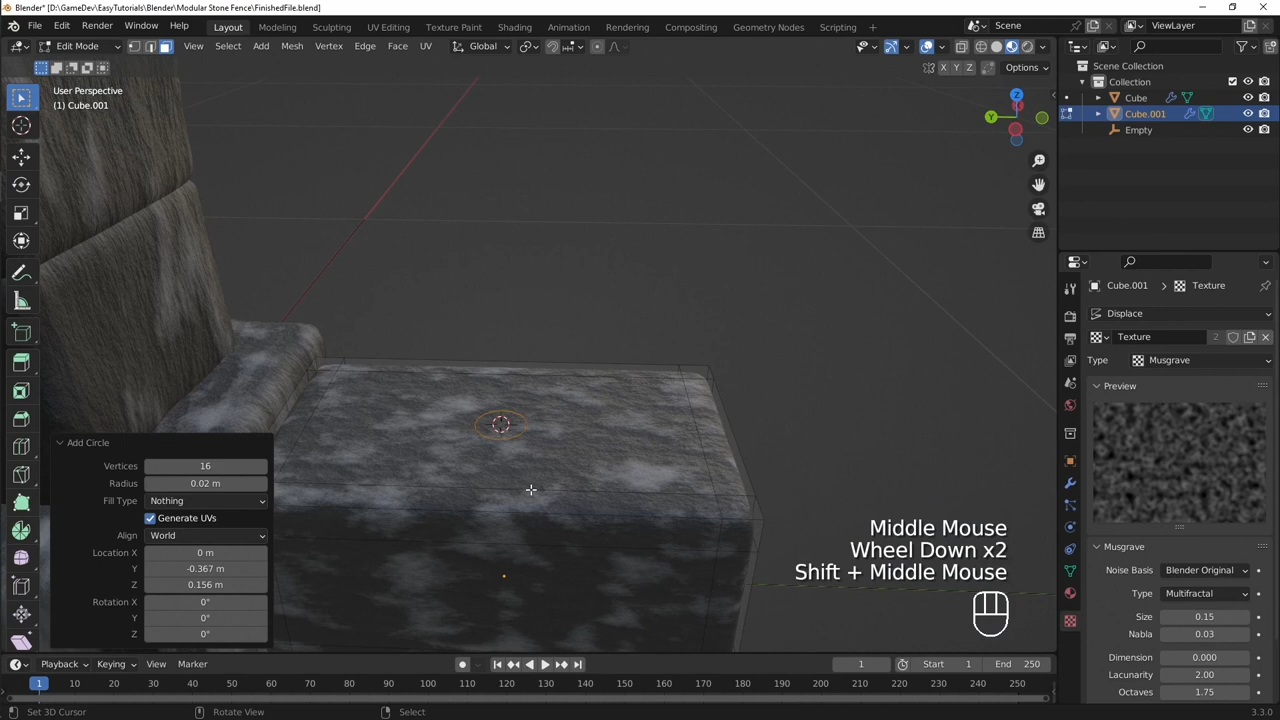 Blender* [D:\GameDev\EasyTutorials\Blender\Modular Stone Fence\FinishedFile.blend]
File Edit Render Window Help Layout Modeling Sculpting UV Editing Texture Paint Shading Animation Rendering Compositing Geometry Nodes Scripting + Scene ViewLayer
Edit Mode View Select Add Mesh Vertex Edge Face UV Global
X Y Z Options
User Perspective
(1) Cube.001
Z
Y
Scene Collection
Collection
Cube
Cube.001
Empty
Cube.001 > Texture
Displace
Texture 2
Type Musgrave
Preview
Musgrave
Noise Basis Blender Original
Type Multifractal
Size 0.15
Nabla 0.03
Dimension 0.000
Lacunarity 2.00
Octaves 1.75
Add Circle
Vertices 16
Radius 0.02 m
Fill Type Nothing
Generate UVs
Align World
Location X 0 m
Y -0.367 m
Z 0.156 m
Rotation X 0°
Y 0°
Z 0°
Middle Mouse
Wheel Down x2
Shift + Middle Mouse
Playback Keying View Marker 1 Start 1 End 250
1 10 20 30 40 50 60 70 80 90 100 110 120 130 140 150 160 170 180 190 200 210 220 230 240 250
Set 3D Cursor Rotate View Select 3.3.0